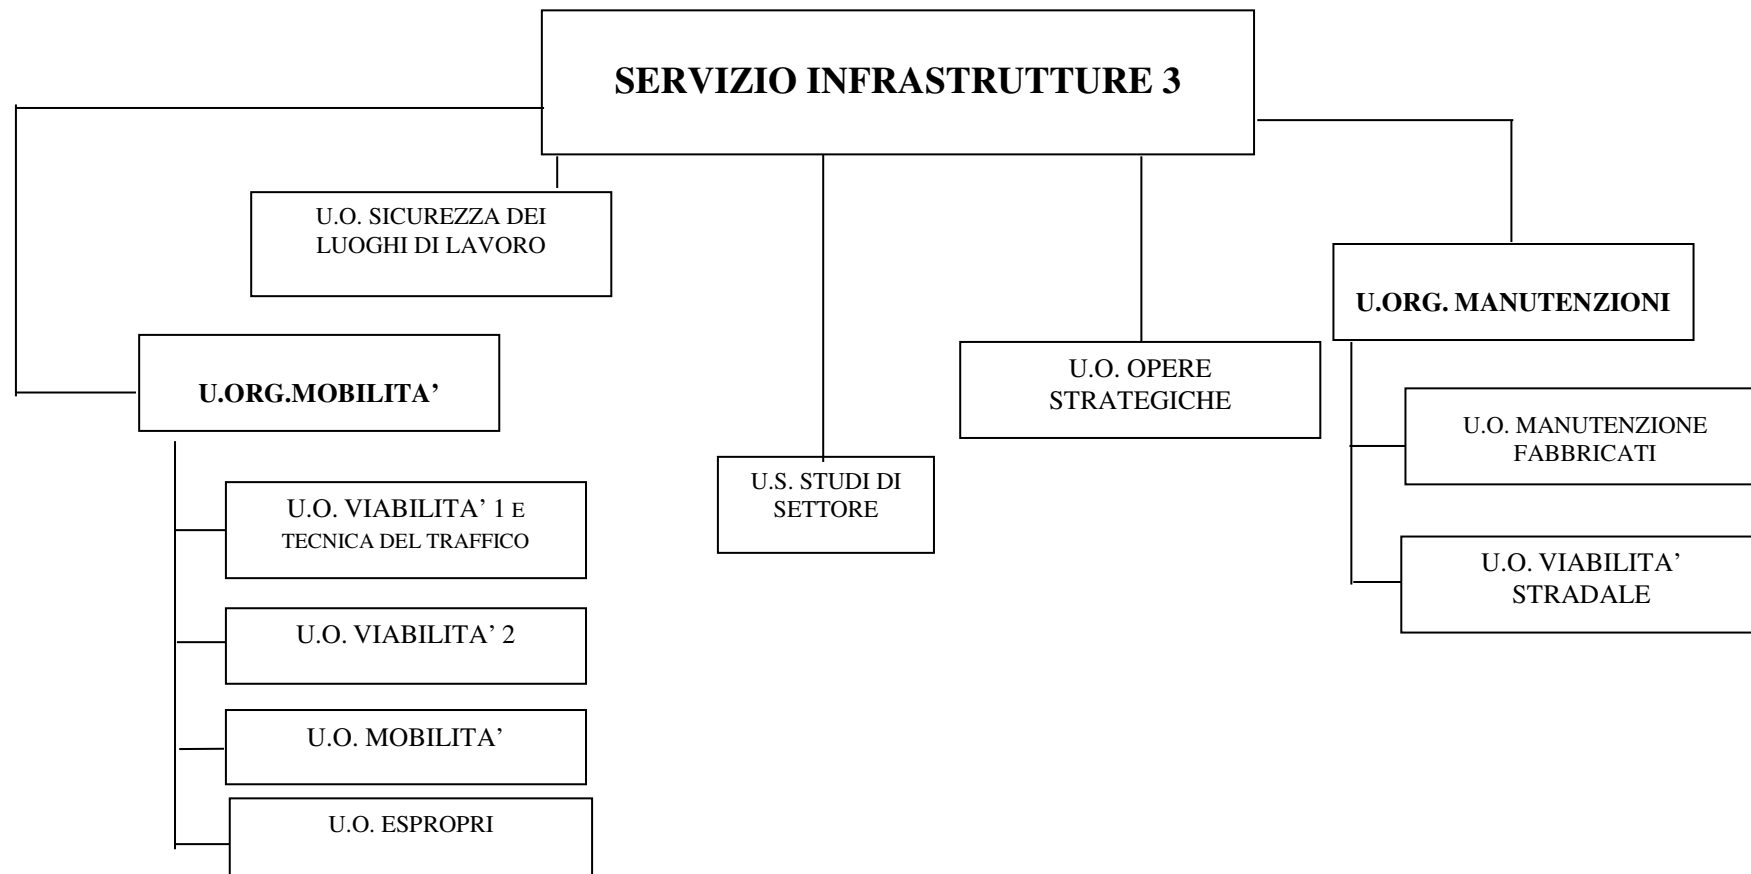 SERVIZIO INFRASTRUTTURE 3
U.O. SICUREZZA DEI
LUOGHI DI LAVORO
U.ORG. MANUTENZIONI
U.ORG.MOBILITA’
U.O. OPERE
STRATEGICHE
U.O. MANUTENZIONE
FABBRICATI
U.S. STUDI DI
SETTORE
U.O. VIABILITA’ 1 E
TECNICA DEL TRAFFICO
U.O. VIABILITA’
STRADALE
U.O. VIABILITA’ 2
U.O. MOBILITA’
U.O. ESPROPRI